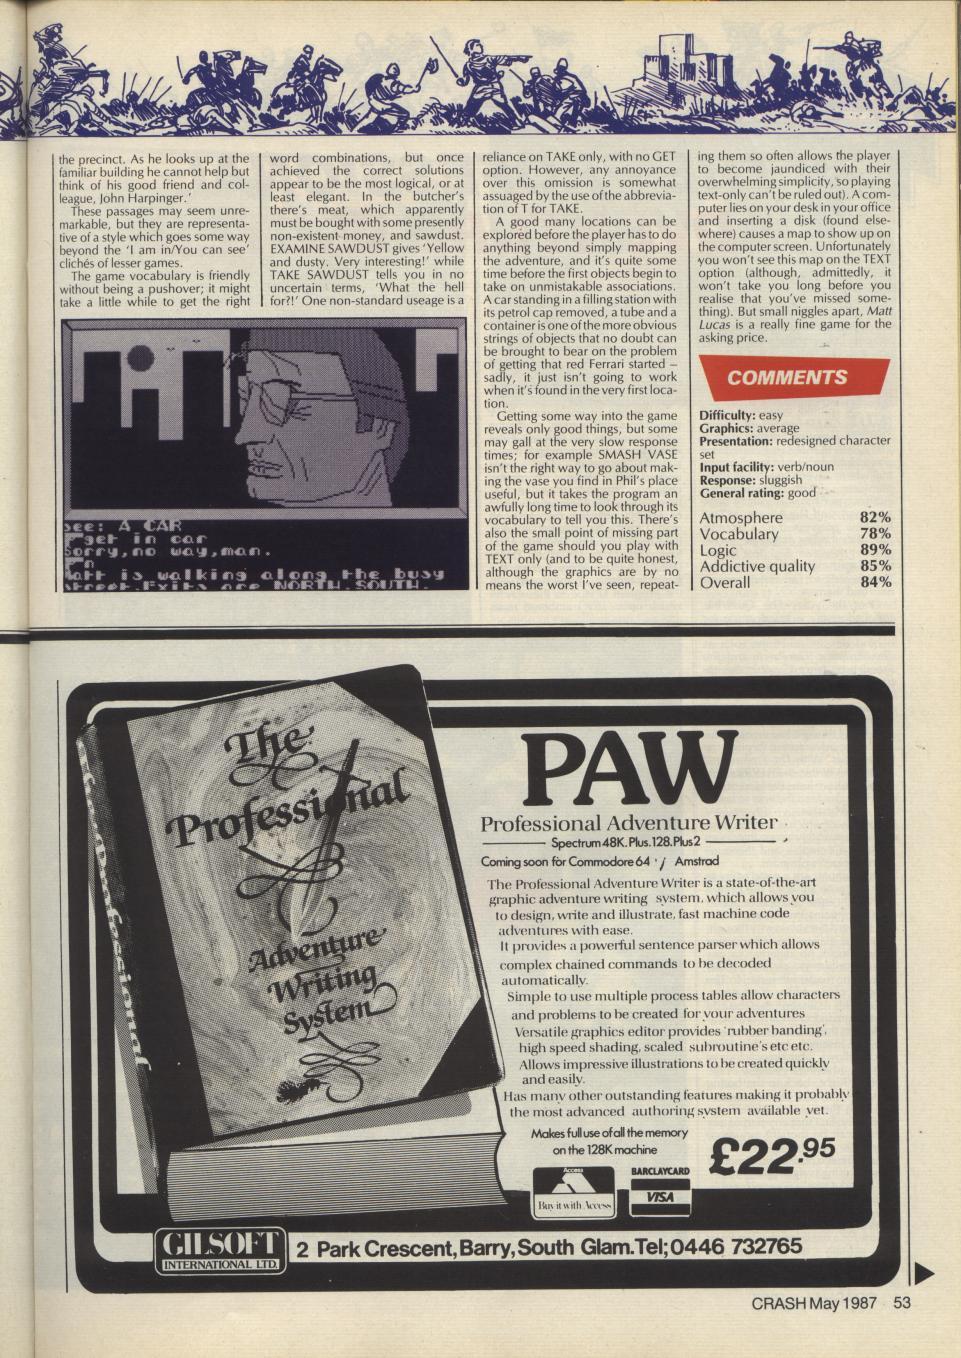 the precinct. As he looks up at the
familiar building he cannot help but
think of his good friend and col-
league, John Harpinger.'
These passages may seem unre-
markable, but they are representa-
tive of a style which goes some way
beyond the 'I am in/You can see'
clichés of lesser games.
The game vocabulary is friendly
without being a pushover; it might
take a little while to get the right
word combinations, but once
achieved the correct solutions
appear to be the most logical, or at
least elegant. In the butcher's
there's meat, which apparently
must be bought with some presently
non-existent money, and sawdust.
EXAMINE SAWDUST gives 'Yellow
and dusty. Very interesting!' while
TAKE SAWDUST tells you in no
uncertain terms, 'What the hell
for?!' One non-standard useage is a
see: A CAR
get in car
Sorry,no way,man.
n
Matt is walking along the busy
street.Exits are NORTH,SOUTH.
reliance on TAKE only, with no GET
option. However, any annoyance
over this omission is somewhat
assuaged by the use of the abbrevia-
tion of T for TAKE.
A good many locations can be
explored before the player has to do
anything beyond simply mapping
the adventure, and it's quite some
time before the first objects begin to
take on unmistakable associations.
A car standing in a filling station with
its petrol cap removed, a tube and a
container is one of the more obvious
strings of objects that no doubt can
be brought to bear on the problem
of getting that red Ferrari started –
sadly, it just isn't going to work
when it's found in the very first loca-
tion.
Getting some way into the game
reveals only good things, but some
may gall at the very slow response
times; for example SMASH VASE
isn't the right way to go about mak-
ing the vase you find in Phil's place
useful, but it takes the program an
awfully long time to look through its
vocabulary to tell you this. There's
also the small point of missing part
of the game should you play with
TEXT only (and to be quite honest,
although the graphics are by no
means the worst I've seen, repeat-
ing them so often allows the player
to become jaundiced with their
overwhelming simplicity, so playing
text-only can't be ruled out). A com-
puter lies on your desk in your office
and inserting a disk (found else-
where) causes a map to show up on
the computer screen. Unfortunately
you won't see this map on the TEXT
option (although, admittedly, it
won't take you long before you
realise that you've missed some-
thing). But small niggles apart, Matt
Lucas is a really fine game for the
asking price.
COMMENTS
Difficulty: easy
Graphics: average
Presentation: redesigned character
set
Input facility: verb/noun
Response: sluggish
General rating: good
Atmosphere 82%
Vocabulary 78%
Logic 89%
Addictive quality 85%
Overall 84%
The
Professional
Adventure
Writing
System
PAW
Professional Adventure Writer
Spectrum 48K.Plus.128.Plus2
Coming soon for Commodore 64 / Amstrad
The Professional Adventure Writer is a state-of-the-art
graphic adventure writing system, which allows you
to design, write and illustrate, fast machine code
adventures with ease.
It provides a powerful sentence parser which allows
complex chained commands to be decoded
automatically.
Simple to use multiple process tables allow characters
and problems to be created for your adventures
Versatile graphics editor provides 'rubber banding',
high speed shading, scaled subroutine's etc etc.
Allows impressive illustrations to be created quickly
and easily.
Has many other outstanding features making it probably
the most advanced authoring system available yet.
Makes full use of all the memory
on the 128K machine
£22.95
Access
Buy it with Access
BARCLAYCARD
VISA
GILSOFT
INTERNATIONAL LTD.
2 Park Crescent, Barry, South Glam.Tel; 0446 732765
CRASH May 1987 53